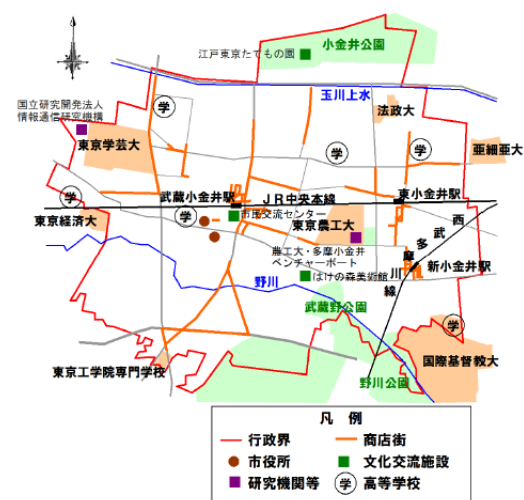 小金井公園
江戸東京たてもの園
玉川上水
国立研究開発法人
情報通信研究機構
学
法政大
東京学芸大
学
学
亜細亜大
学
武蔵小金井駅
JR中央本線
東小金井駅
学
市民交流センター
東京経済大
東京農工大
西
武
多
摩
川
線
農工大・多摩小金井
ベンチャーポート
新小金井駅
野川
はけの森美術館
武蔵野公園
学
東京工学院専門学校
国際基督教大
野川公園
凡 例
行政界
商店街
市役所
文化交流施設
研究機関等
学 高等学校